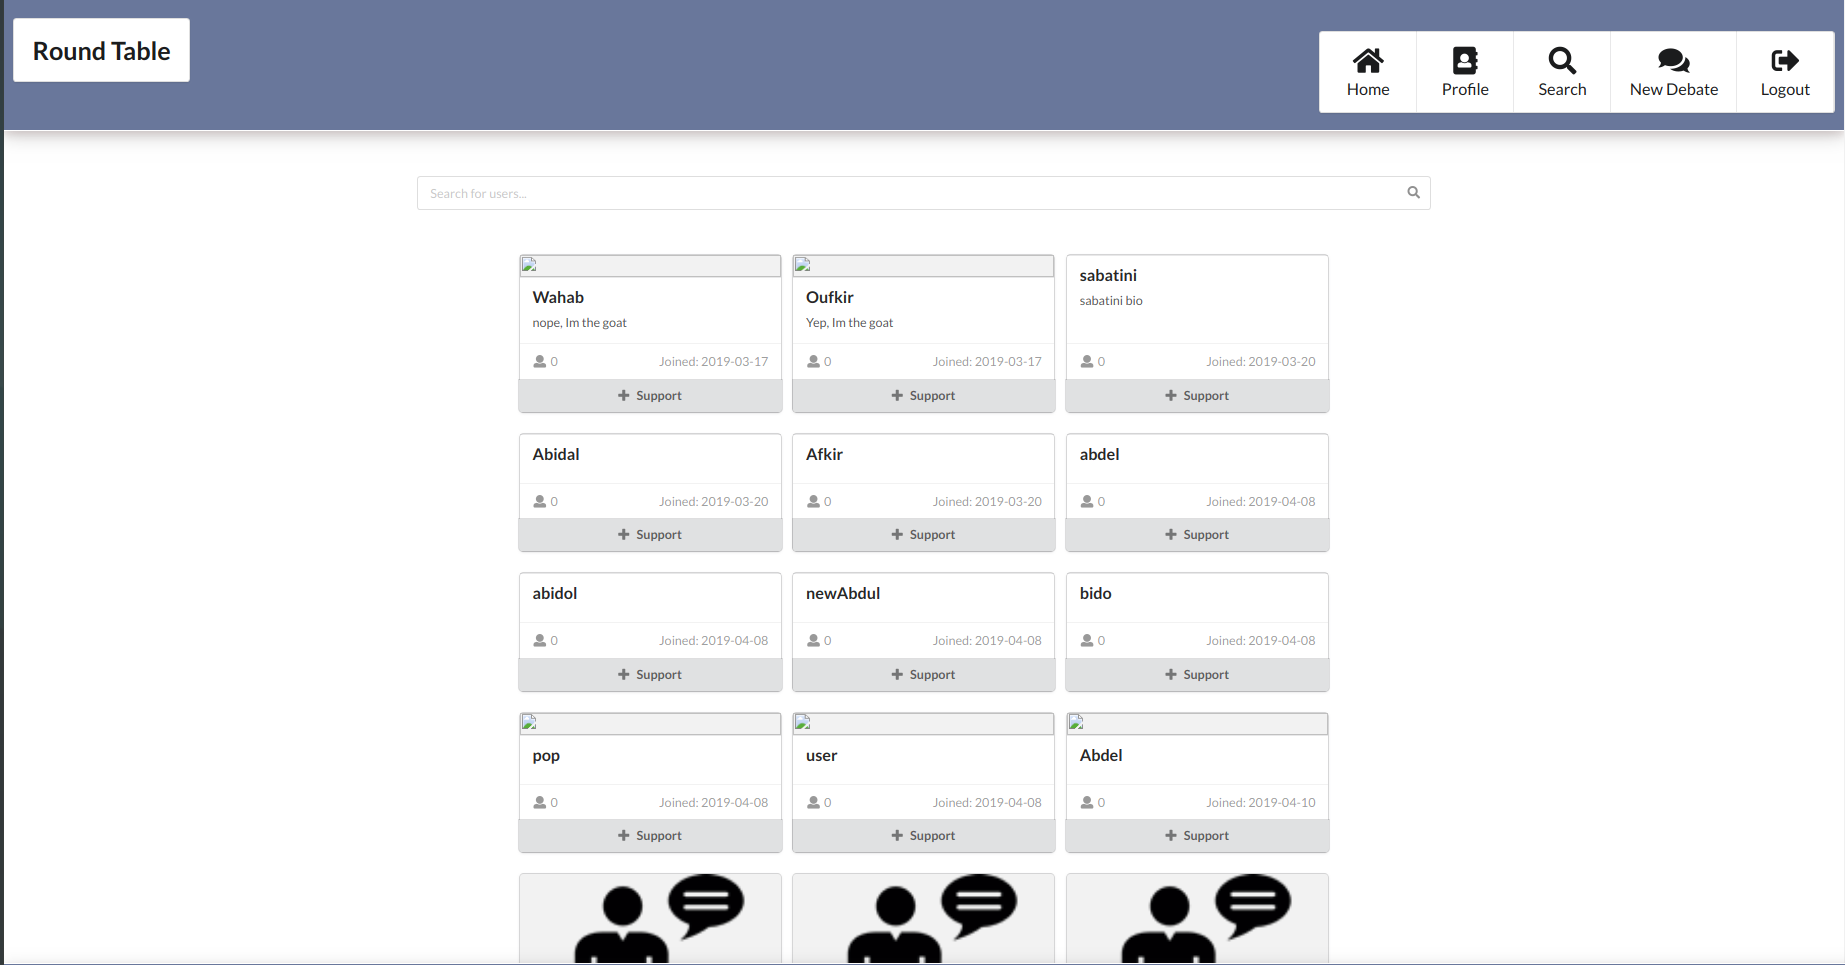 Round Table
Home Profile Search New Debate Logout
Search for users...
Wahab
nope, Im the goat
0 Joined: 2019-03-17
Support
Oufkir
Yep, Im the goat
0 Joined: 2019-03-17
Support
sabatini
sabatini bio
0 Joined: 2019-03-20
Support
Abidal
0 Joined: 2019-03-20
Support
Afkir
0 Joined: 2019-03-20
Support
abdel
0 Joined: 2019-04-08
Support
abidol
0 Joined: 2019-04-08
Support
newAbdul
0 Joined: 2019-04-08
Support
bido
0 Joined: 2019-04-08
Support
pop
0 Joined: 2019-04-08
Support
user
0 Joined: 2019-04-08
Support
Abdel
0 Joined: 2019-04-10
Support